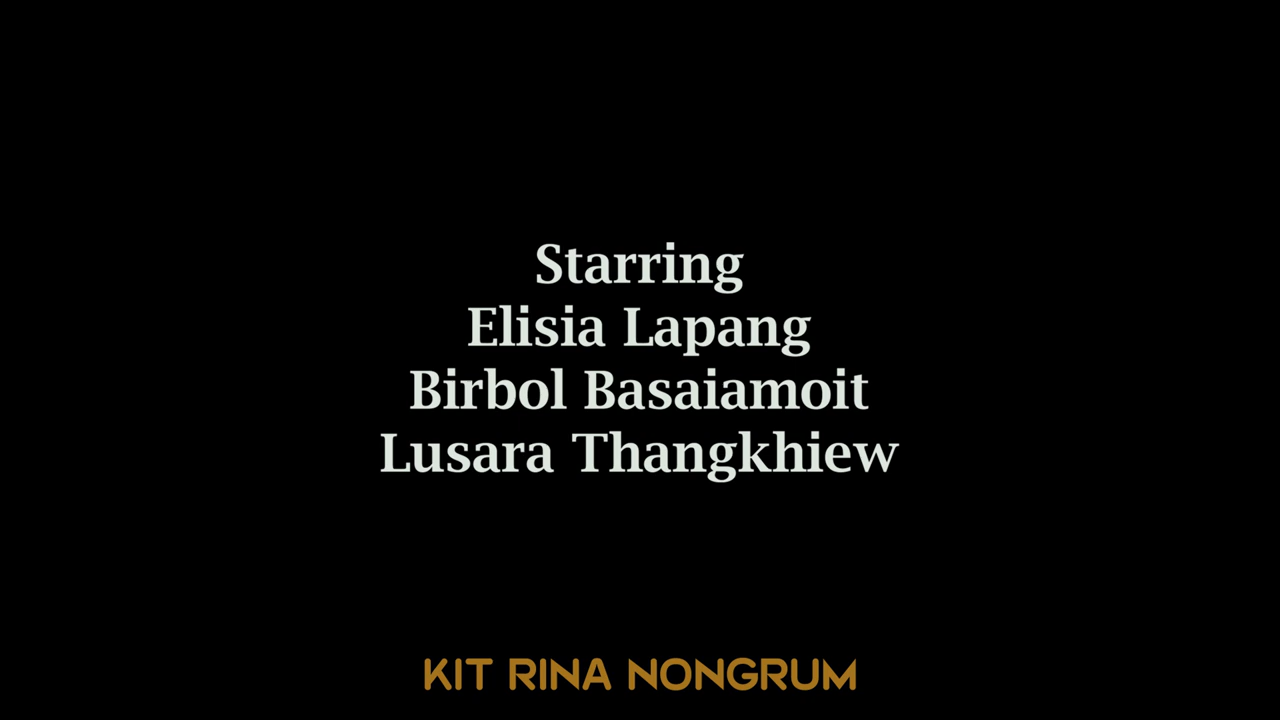 Starring
Elisia Lapang
Birbol Basaiamoit
Lusara Thangkhiew
KIT RINA NONGRUM